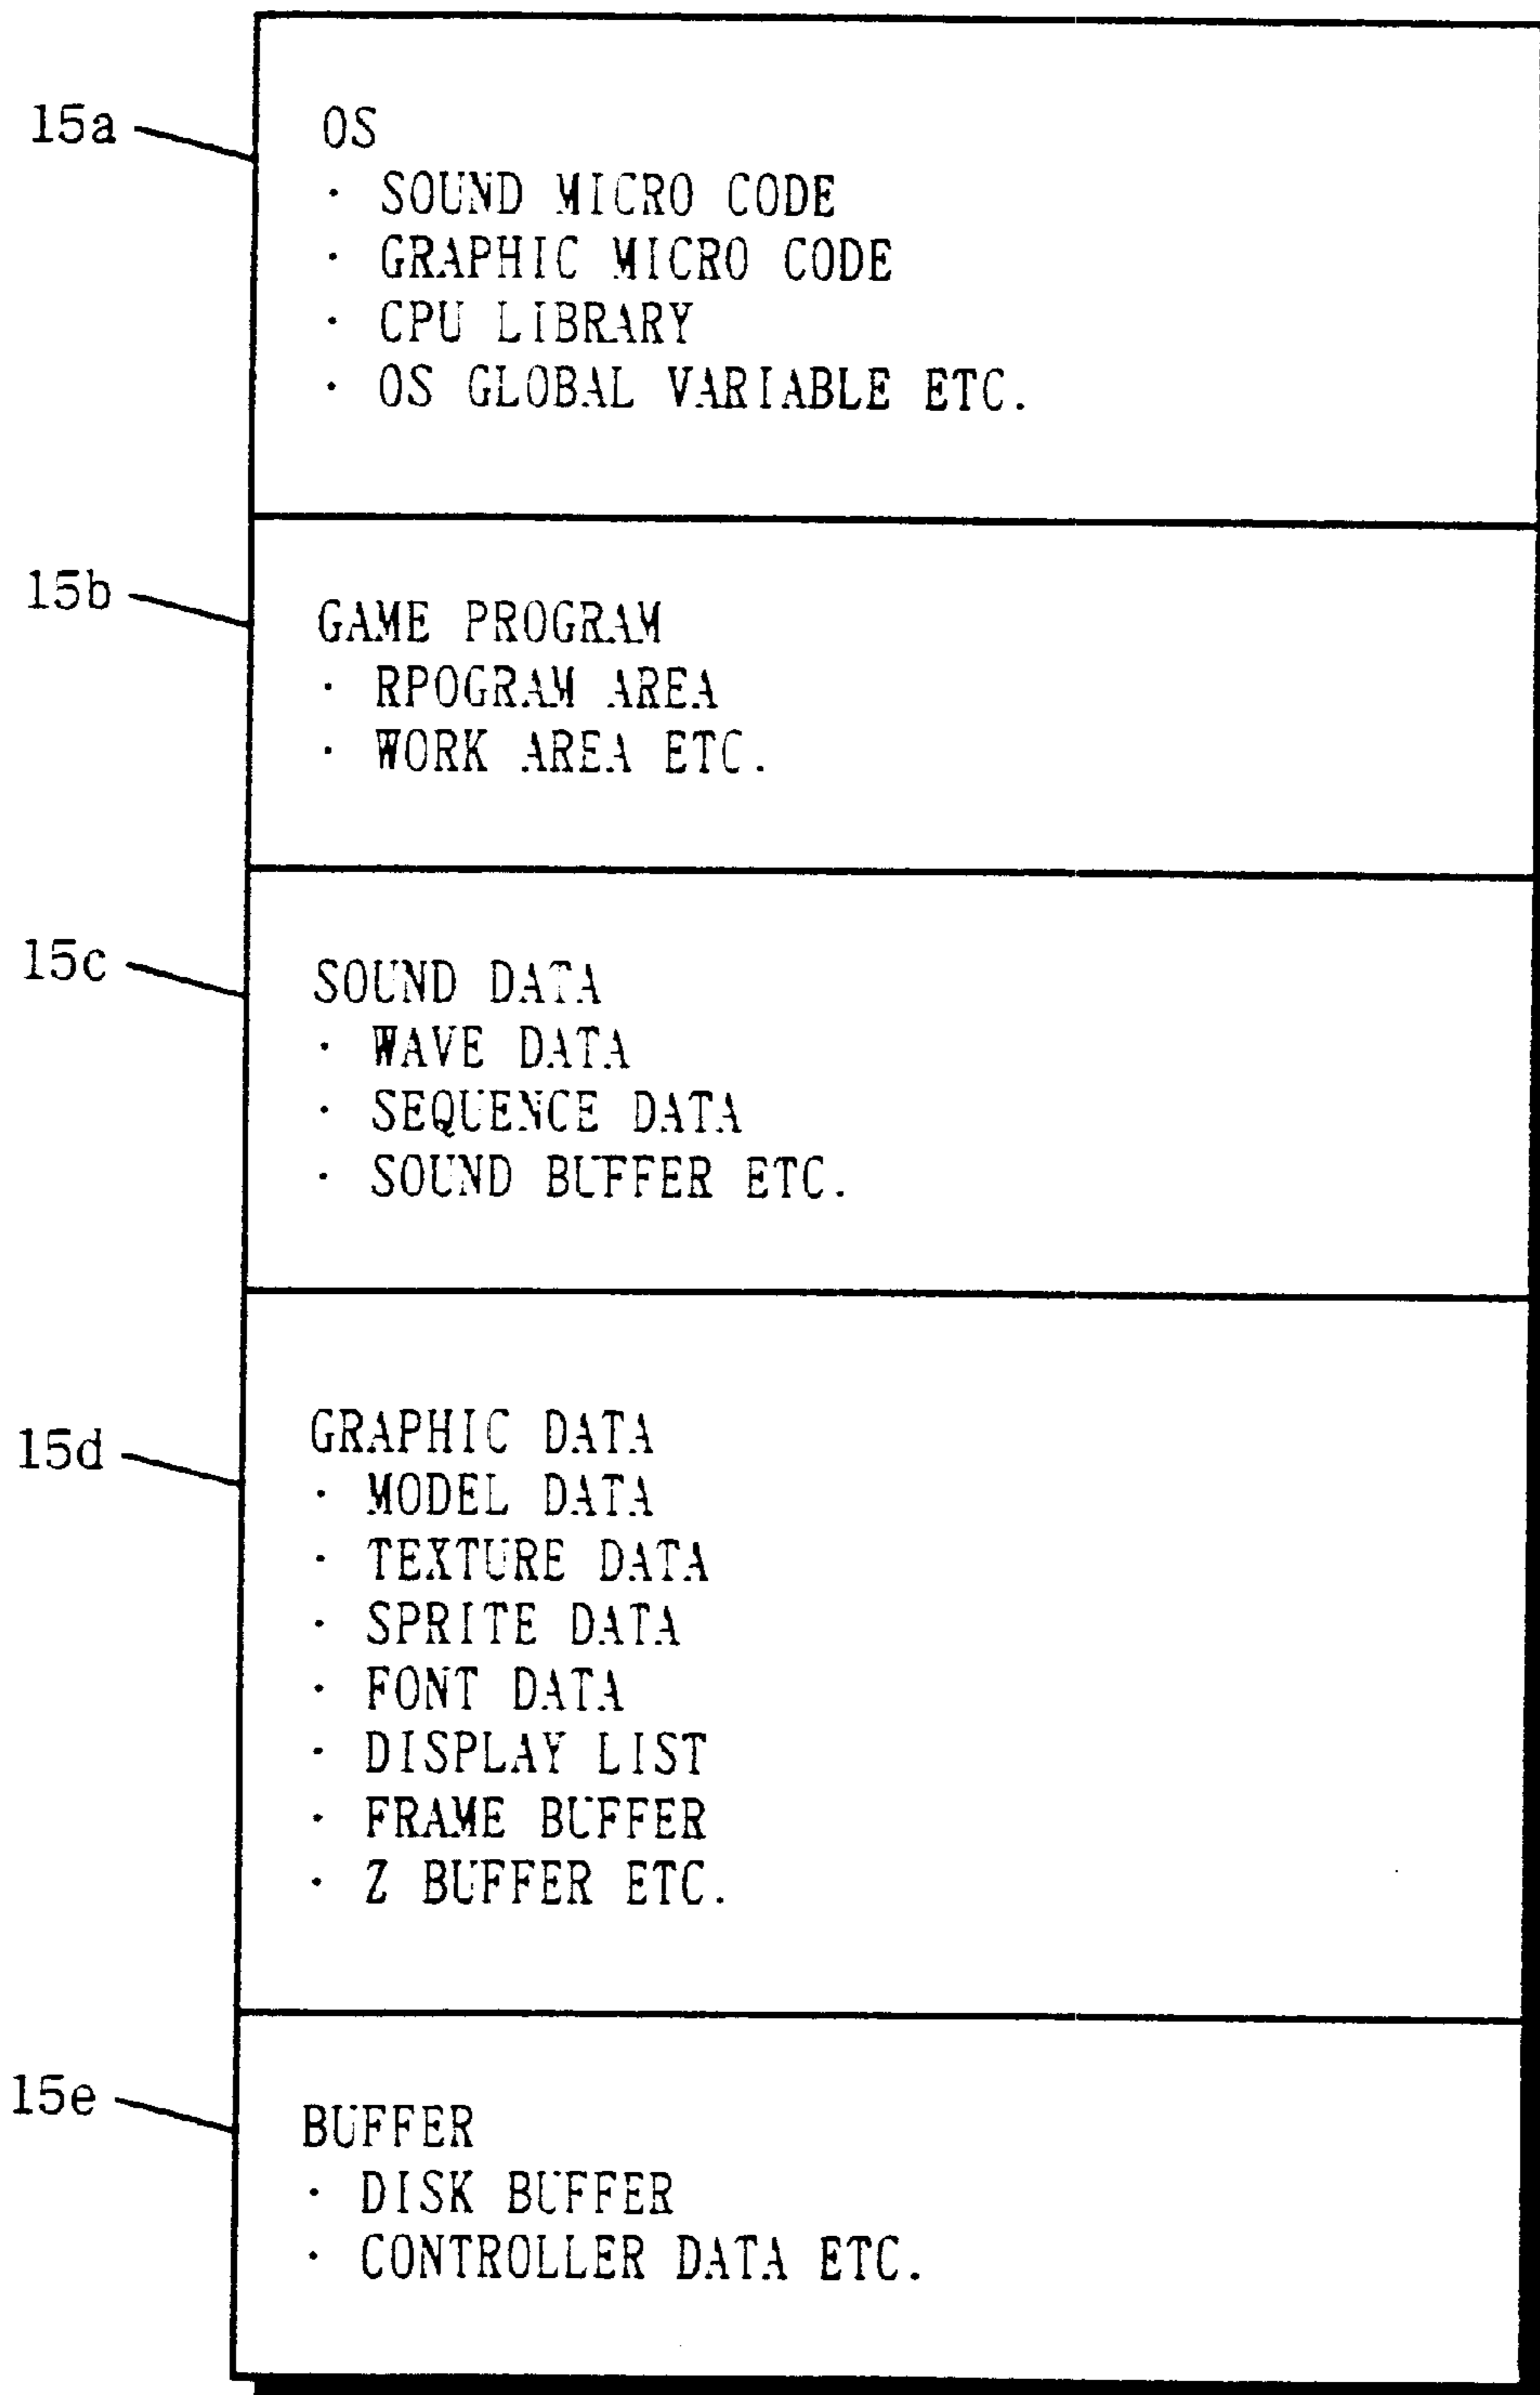 15a
OS
· SOUND MICRO CODE
· GRAPHIC MICRO CODE
· CPU LIBRARY
· OS GLOBAL VARIABLE ETC.
15b
GAME PROGRAM
· RPOGRAM AREA
· WORK AREA ETC.
15c
SOUND DATA
· WAVE DATA
· SEQUENCE DATA
· SOUND BUFFER ETC.
15d
GRAPHIC DATA
· MODEL DATA
· TEXTURE DATA
· SPRITE DATA
· FONT DATA
· DISPLAY LIST
· FRAME BUFFER
· Z BUFFER ETC.
15e
BUFFER
· DISK BUFFER
· CONTROLLER DATA ETC.